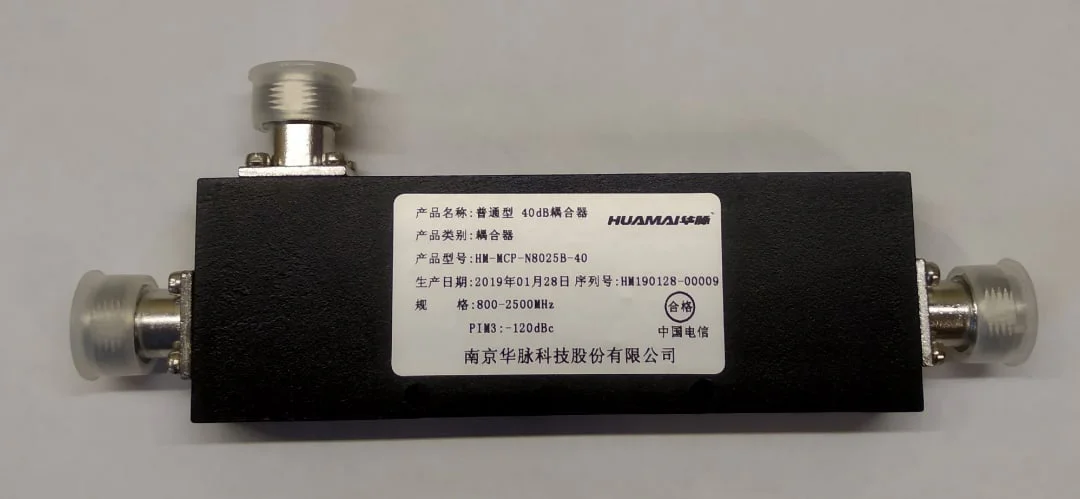 产品名称:普通型 40dB耦合器
HUAMAI华脉™
产品类别:耦合器
产品型号:HM-MCP-N8025B-40
生产日期:2019年01月28日 序列号:HM190128-00009
规 格:800-2500MHz
合格
PIM3:-120dBc
中国电信
南京华脉科技股份有限公司